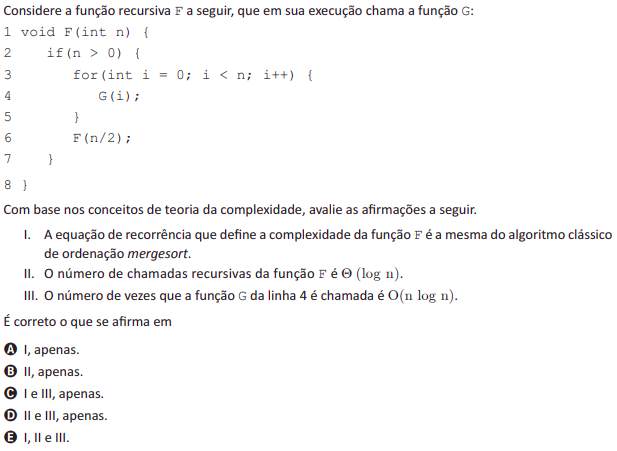 Considere a função recursiva F a seguir, que em sua execução chama a função G:
1 void F(int n) {
2    if(n > 0) {
3       for(int i = 0; i < n; i++) {
4          G(i);
5       }
6       F(n/2);
7    }
8 }
Com base nos conceitos de teoria da complexidade, avalie as afirmações a seguir.
I. A equação de recorrência que define a complexidade da função F é a mesma do algoritmo clássico
de ordenação mergesort.
II. O número de chamadas recursivas da função F é Θ (log n).
III. O número de vezes que a função G da linha 4 é chamada é O(n log n).
É correto o que se afirma em
A I, apenas.
B II, apenas.
C I e III, apenas.
D II e III, apenas.
E I, II e III.